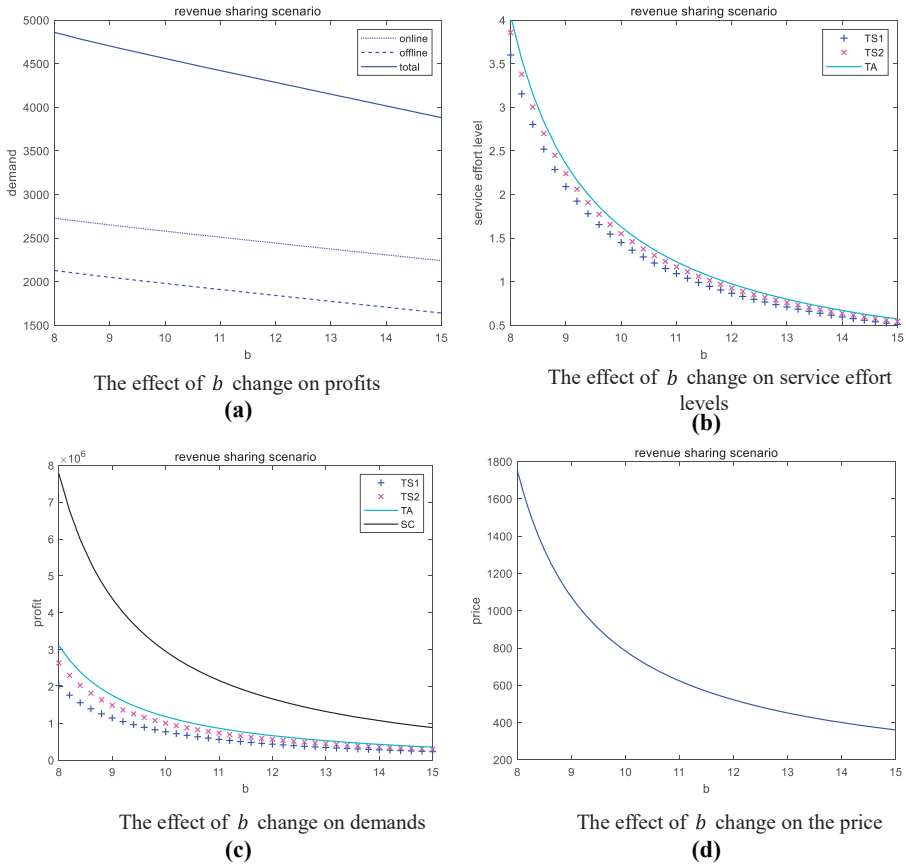 revenue sharing scenario
5000
4500
4000
3500
3000
2500
2000
1500
demand
online
offline
total
8 9 10 11 12 13 14 15
b
The effect of b change on profits
(a)
revenue sharing scenario
4
3.5
3
2.5
2
1.5
1
0.5
service effort level
TS1
TS2
TA
8 9 10 11 12 13 14 15
b
The effect of b change on service effort
levels
(b)
×10⁶
revenue sharing scenario
8
7
6
5
4
3
2
1
0
profit
TS1
TS2
TA
SC
8 9 10 11 12 13 14 15
b
The effect of b change on demands
(c)
revenue sharing scenario
1800
1600
1400
1200
1000
800
600
400
200
price
8 9 10 11 12 13 14 15
b
The effect of b change on the price
(d)